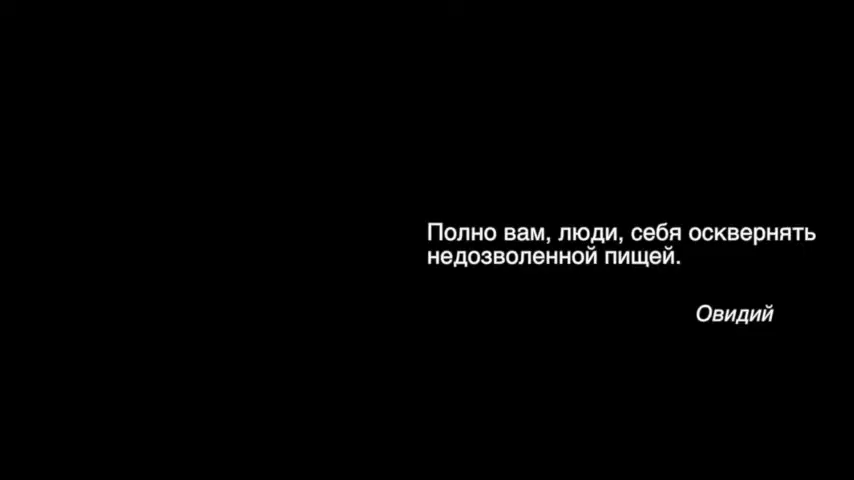 Полно вам, люди, себя осквернять
недозволенной пищей.
Овидий